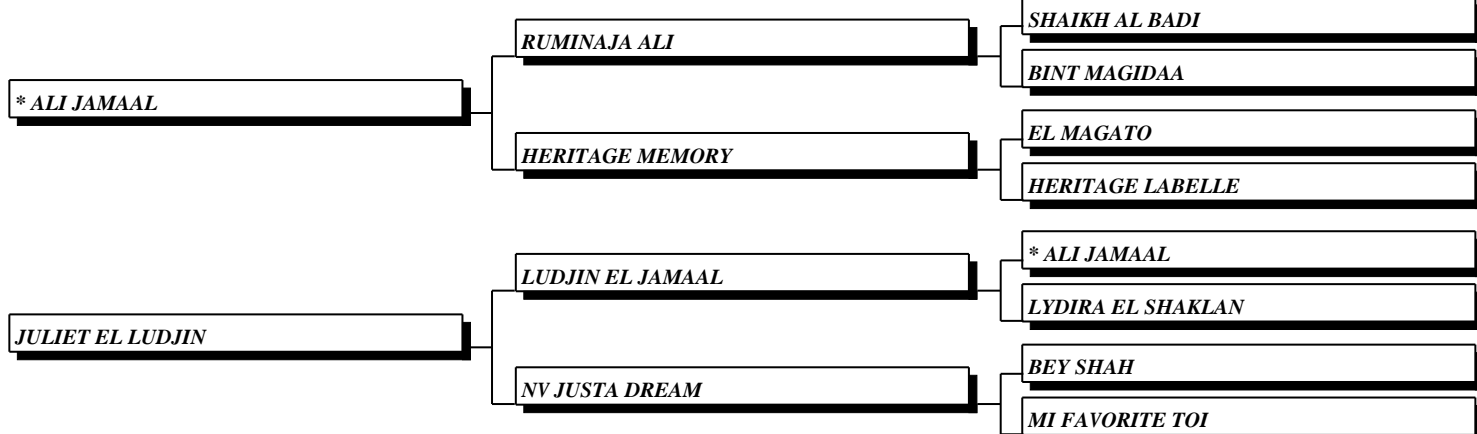 SHAIKH AL BADI
RUMINAJA ALI
BINT MAGIDAA
* ALI JAMAAL
EL MAGATO
HERITAGE MEMORY
HERITAGE LABELLE
* ALI JAMAAL
LUDJIN EL JAMAAL
LYDIRA EL SHAKLAN
JULIET EL LUDJIN
BEY SHAH
NV JUSTA DREAM
MI FAVORITE TOI